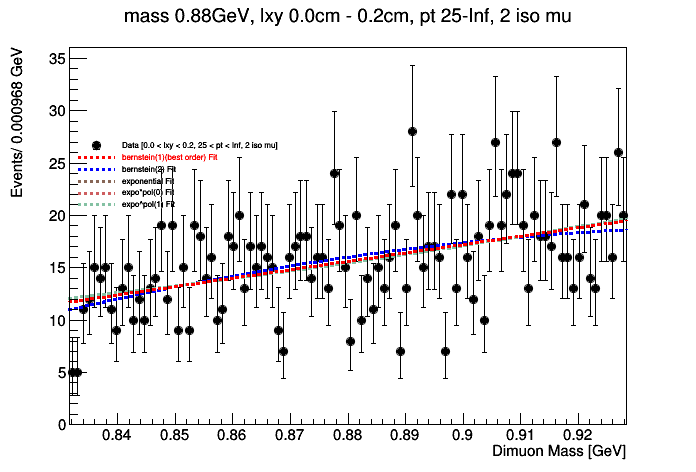 mass 0.88GeV, lxy 0.0cm - 0.2cm, pt 25-Inf, 2 iso mu
Events/ 0.000968 GeV
35
30
25
20
15
10
5
0
Data [0.0 < lxy < 0.2, 25 < pt < Inf, 2 iso mu]
bernstein(1)(best order) Fit
bernstein(2) Fit
exponential Fit
expo*pol(0) Fit
expo*pol(1) Fit
0.84 0.85 0.86 0.87 0.88 0.89 0.9 0.91 0.92
Dimuon Mass [GeV]